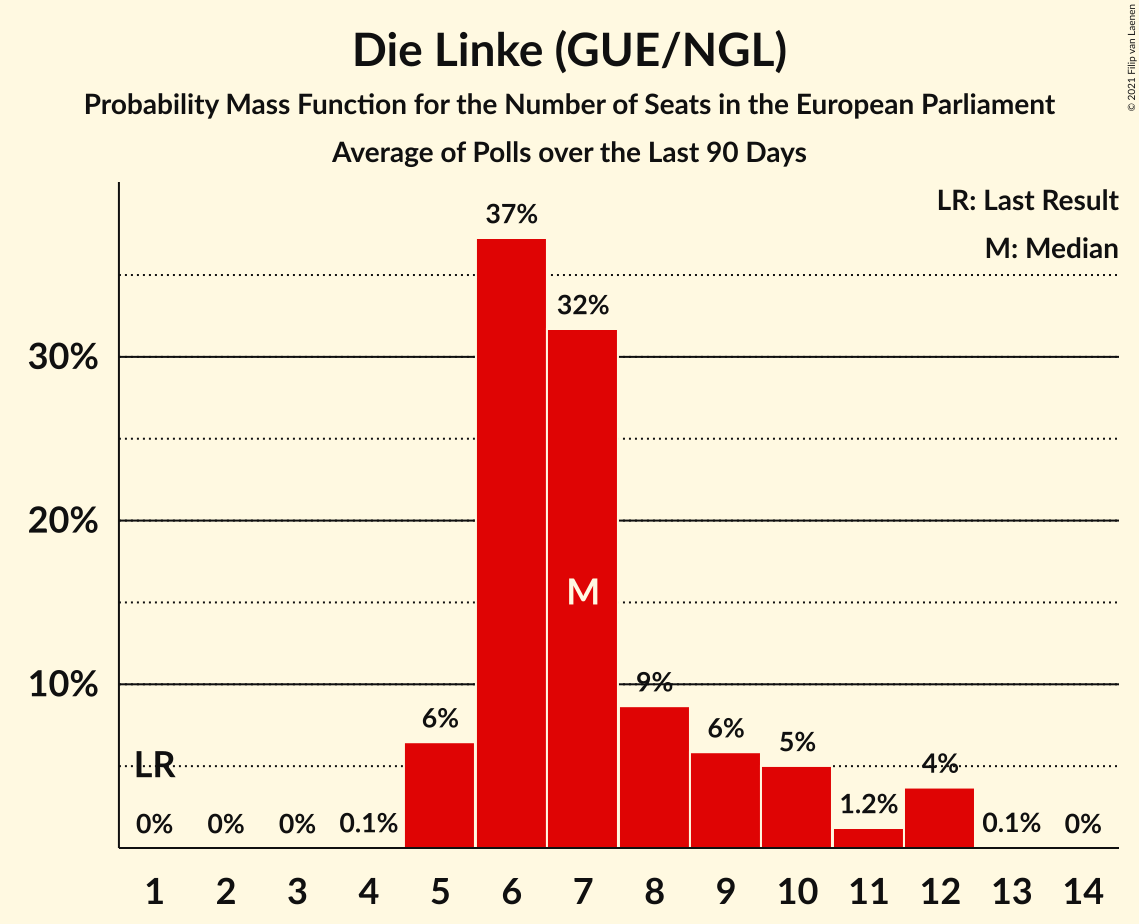 Die Linke (GUE/NGL)
Probability Mass Function for the Number of Seats in the European Parliament
Average of Polls over the Last 90 Days
© 2021 Filip van Laenen
LR: Last Result
M: Median
37%
32%
30%
20%
M
10%
9%
6%
6%
5%
LR
4%
1.2%
0%
0%
0%
0.1%
0.1%
0%
1 2 3 4 5 6 7 8 9 10 11 12 13 14